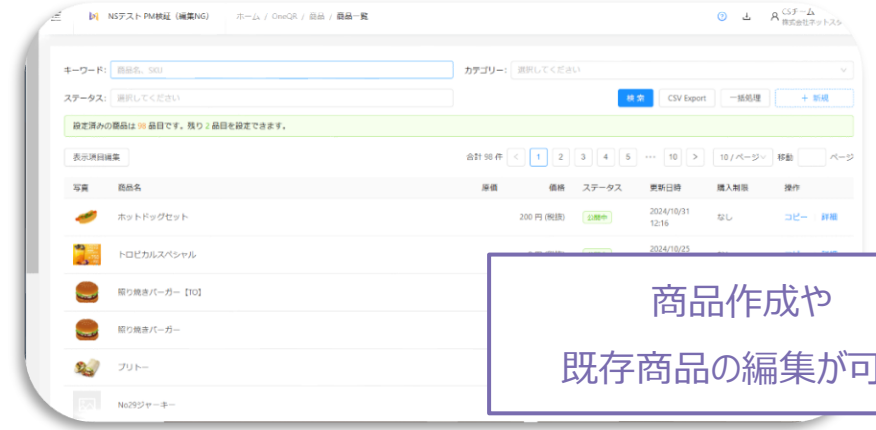 NSテスト PM検証（編集NG） ホーム / OneQR / 商品 / 商品一覧
CSチーム
株式会社ネットスタ
キーワード: 商品名、SKU カテゴリー: 選択してください
ステータス: 選択してください 検索 CSV Export 一括処理 + 新規
設定済みの商品は 98 品目です。残り 2 品目を設定できます。
表示項目編集 合計 98 件 < 1 2 3 4 5 ••• 10 > 10 / ページ 移動 ページ
写真 商品名 原価 価格 ステータス 更新日時 購入制限 操作
ホットドッグセット 200 円 (税抜) 公開中 2024/10/31 12:16 なし コピー 詳細
トロピカルスペシャル 2024/10/25
照り焼きバーガー【TO】
照り焼きバーガー
ブリトー
No29ジャーキー
商品作成や
既存商品の編集が可